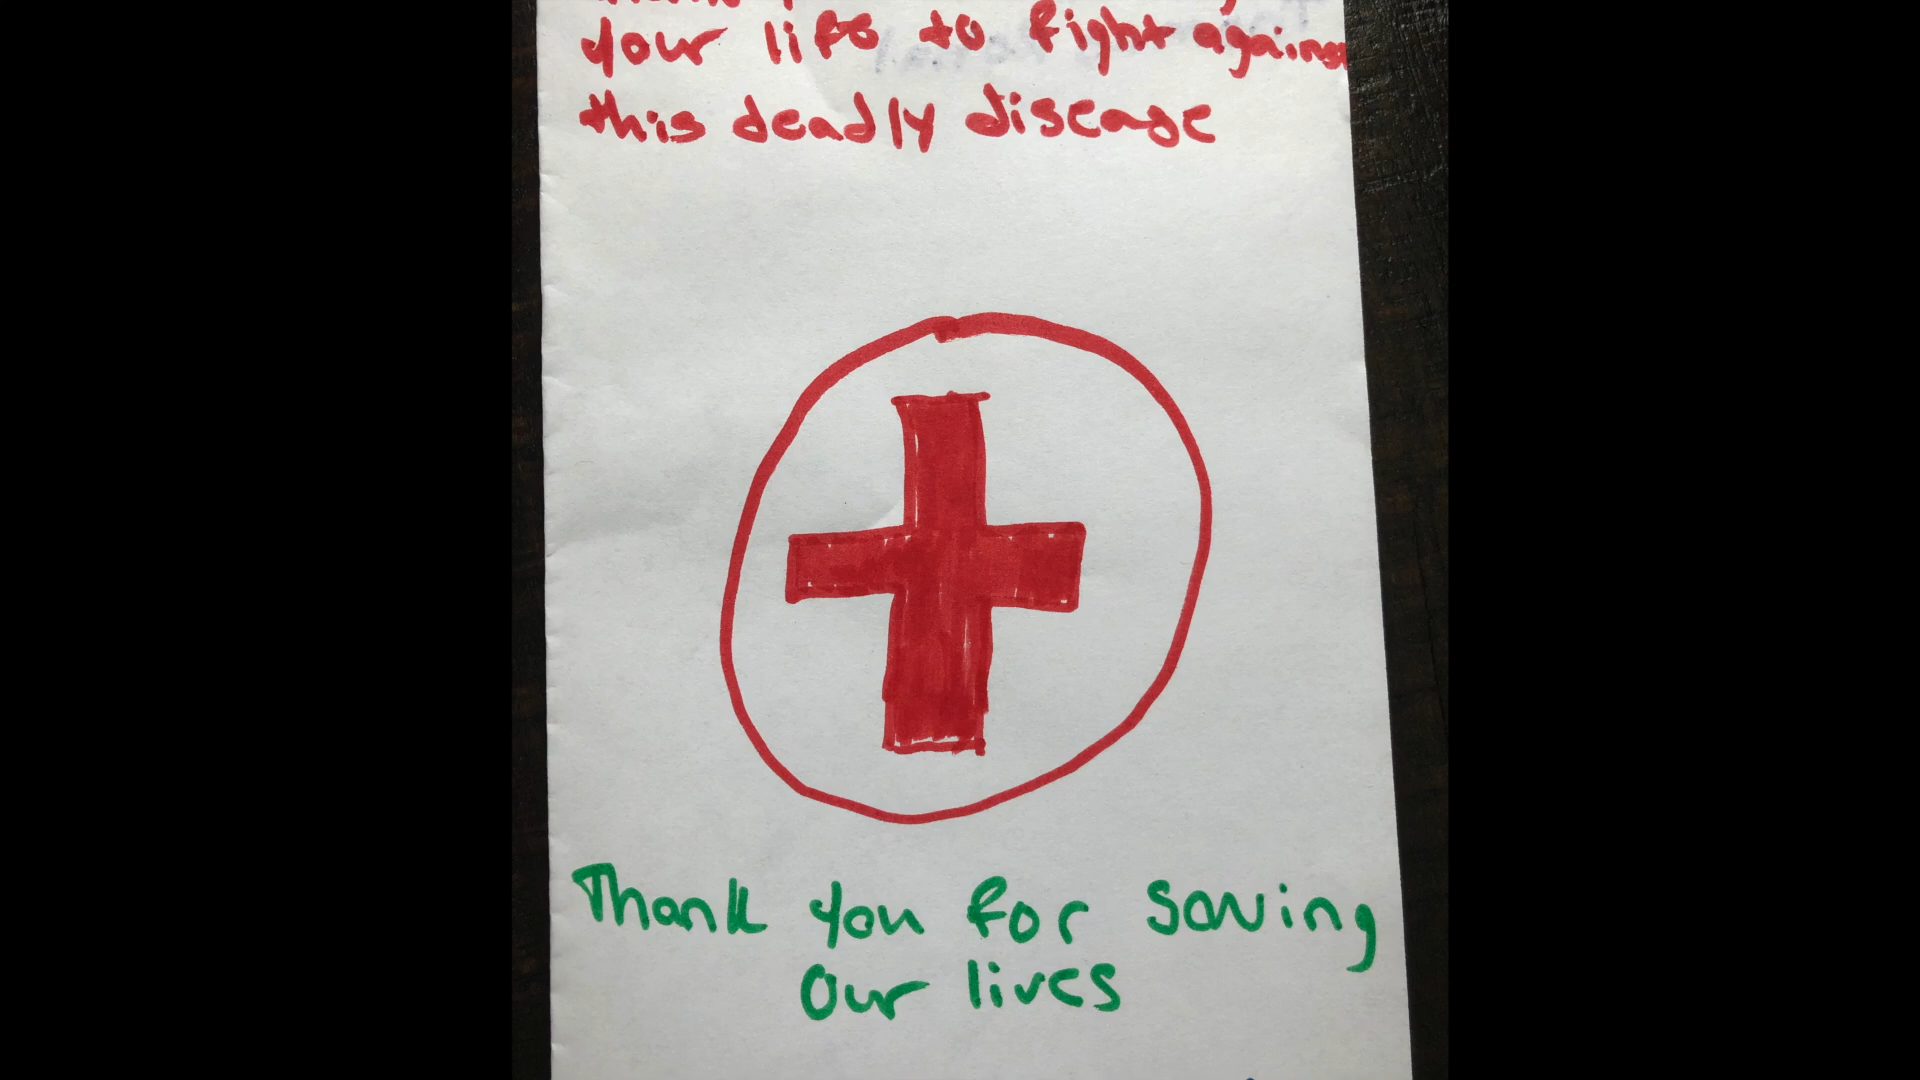 your life to fight against
this deadly disease
Thank you for saving
Our lives